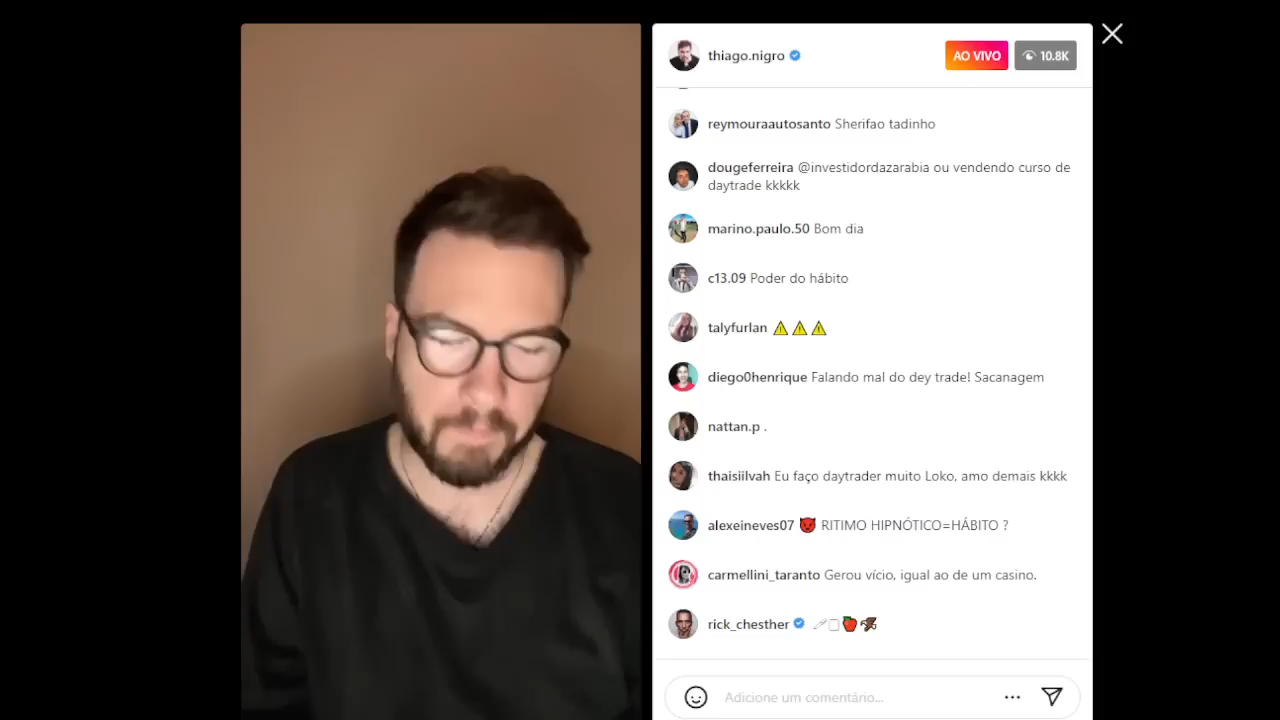 thiago.nigro
AO VIVO
10.8K
reymouraautosanto Sherifao tadinho
dougeferreira @investidordazarabia ou vendendo curso de
daytrade kkkkk
marino.paulo.50 Bom dia
c13.09 Poder do hábito
talyfurlan ⚠️⚠️⚠️
diego0henrique Falando mal do dey trade! Sacanagem
nattan.p .
thaisiilvah Eu faço daytrader muito Loko, amo demais kkkk
alexeineves07 👿 RITIMO HIPNÓTICO=HÁBITO ?
carmellini_taranto Gerou vício, igual ao de um casino.
rick_chesther
Adicione um comentário...